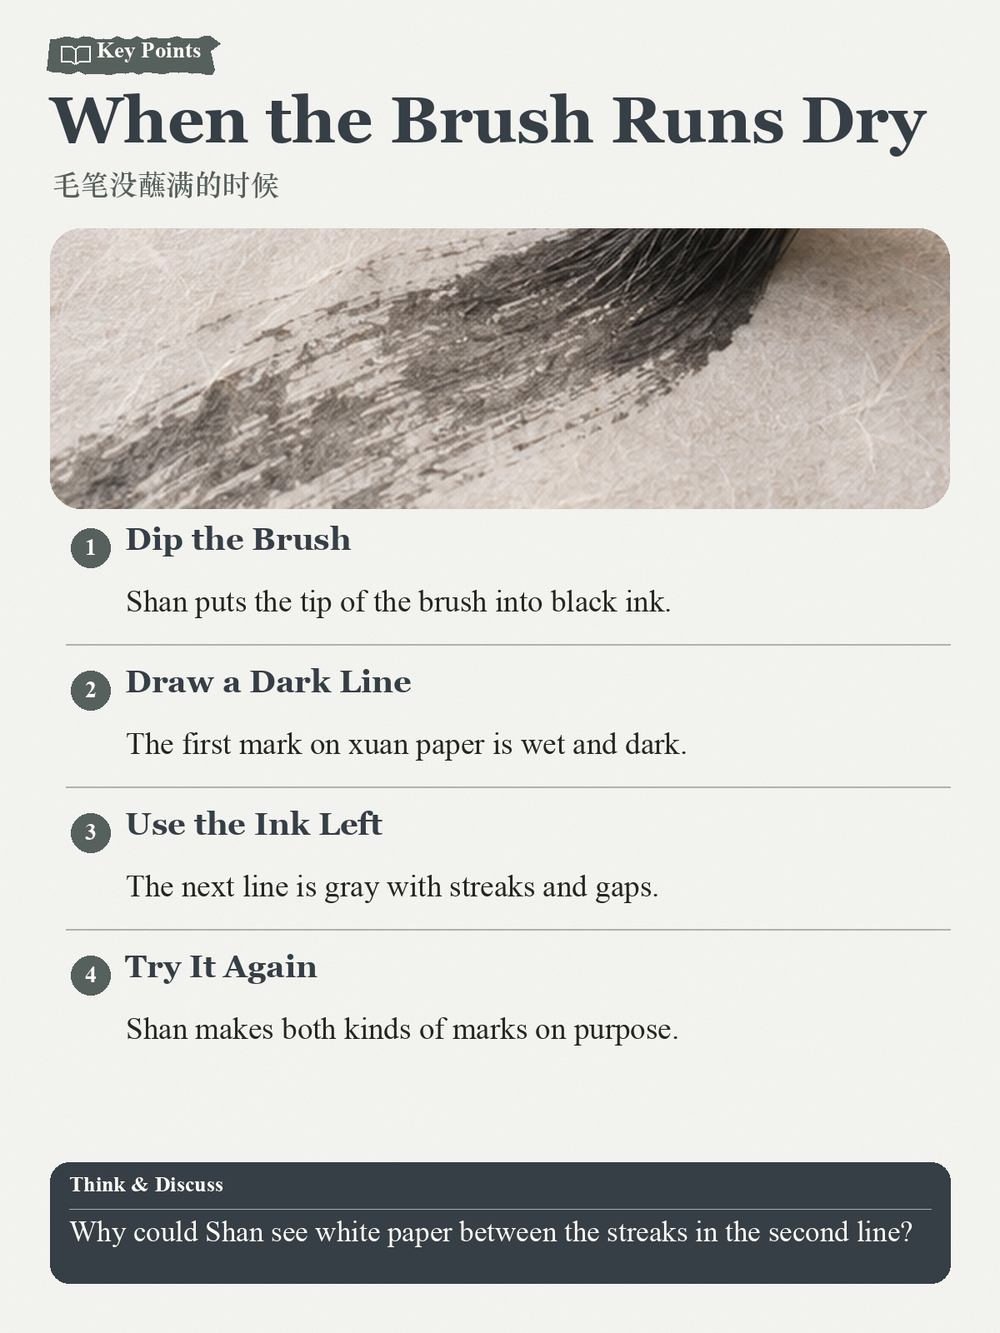 Key Points
When the Brush Runs Dry
毛笔没蘸满的时候
1 Dip the Brush
Shan puts the tip of the brush into black ink.
2 Draw a Dark Line
The first mark on xuan paper is wet and dark.
3 Use the Ink Left
The next line is gray with streaks and gaps.
4 Try It Again
Shan makes both kinds of marks on purpose.
Think & Discuss
Why could Shan see white paper between the streaks in the second line?